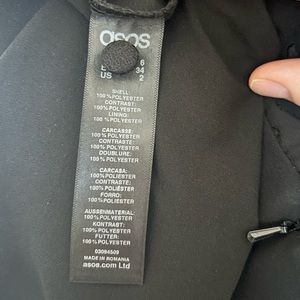 asos
6
34
US 2
SHELL:
100%POLYESTER
CONTRAST:
100%POLYESTER
LINING:
100%POLYESTER
CARCASSE:
100%POLYESTER
CONTRASTE:
100%POLYESTER
DOUBLURE:
100%POLYESTER
CARCASA:
100%POLIÉSTER
CONTRASTE:
100%POLIÉSTER
FORRO:
100%POLIÉSTER
AUSSENMATERIAL:
100%POLYESTER
KONTRAST:
100%POLYESTER
FUTTER:
100%POLYESTER
03094509
MADE IN ROMANIA
asos.com Ltd